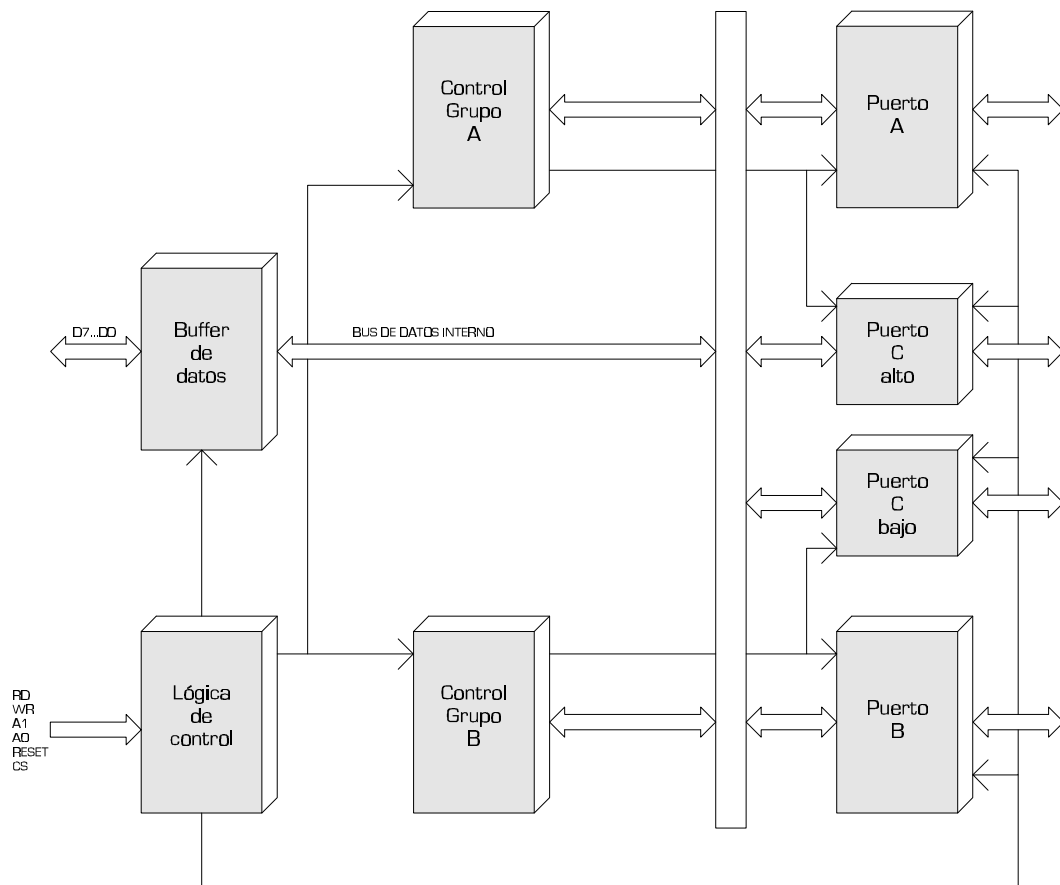 Control
Grupo
A
Puerto
A
D7...D0
Buffer
de
datos
BUS DE DATOS INTERNO
Puerto
C
alto
Puerto
C
bajo
RD
WR
A1
A0
RESET
CS
Lógica
de
control
Control
Grupo
B
Puerto
B